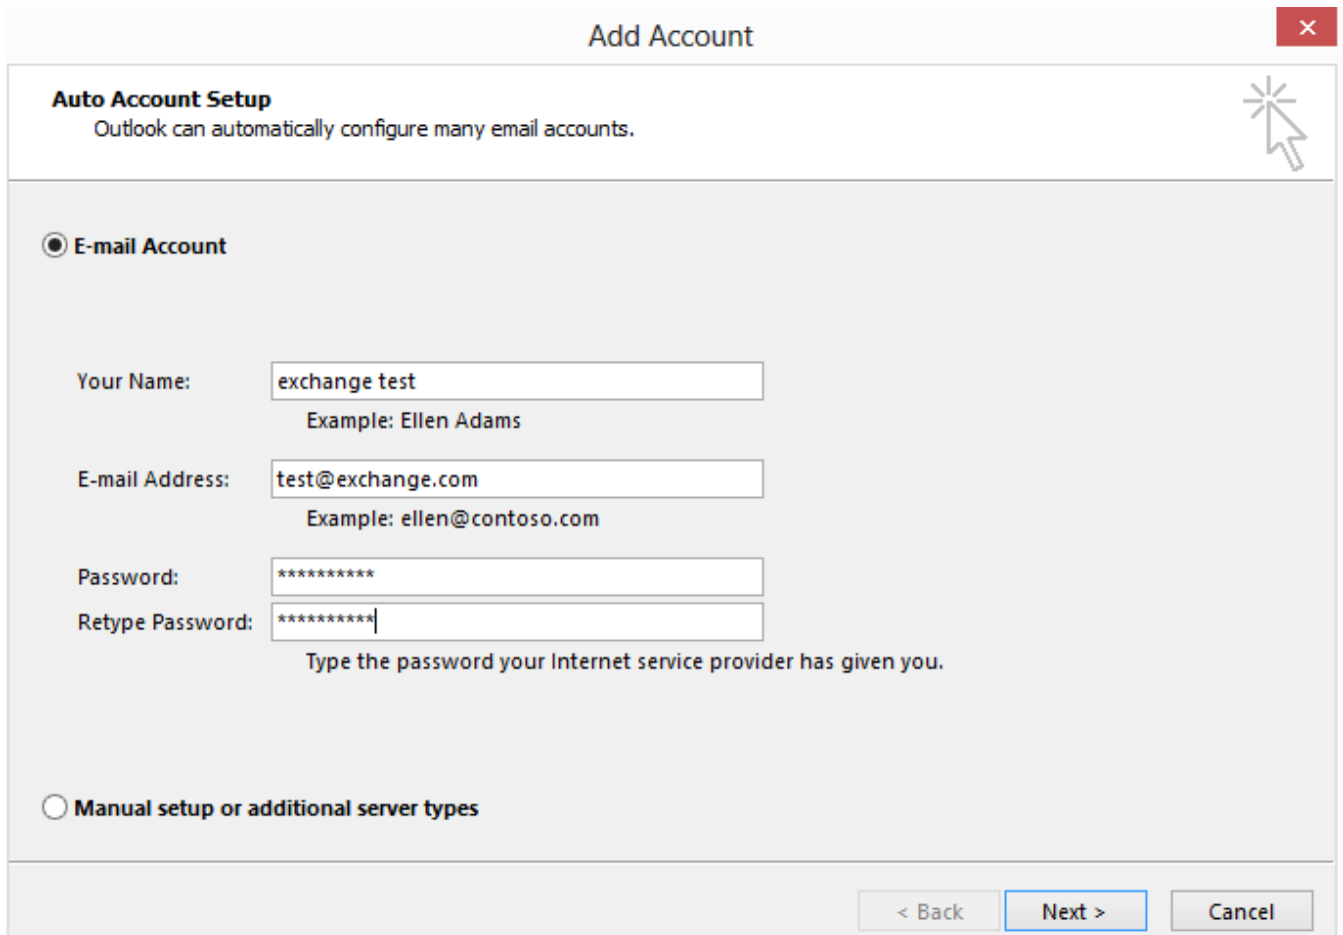 Add Account
Auto Account Setup
Outlook can automatically configure many email accounts.
E-mail Account
Your Name: exchange test
Example: Ellen Adams
E-mail Address: test@exchange.com
Example: ellen@contoso.com
Password: **********
Retype Password: **********
Type the password your Internet service provider has given you.
Manual setup or additional server types
< Back Next > Cancel